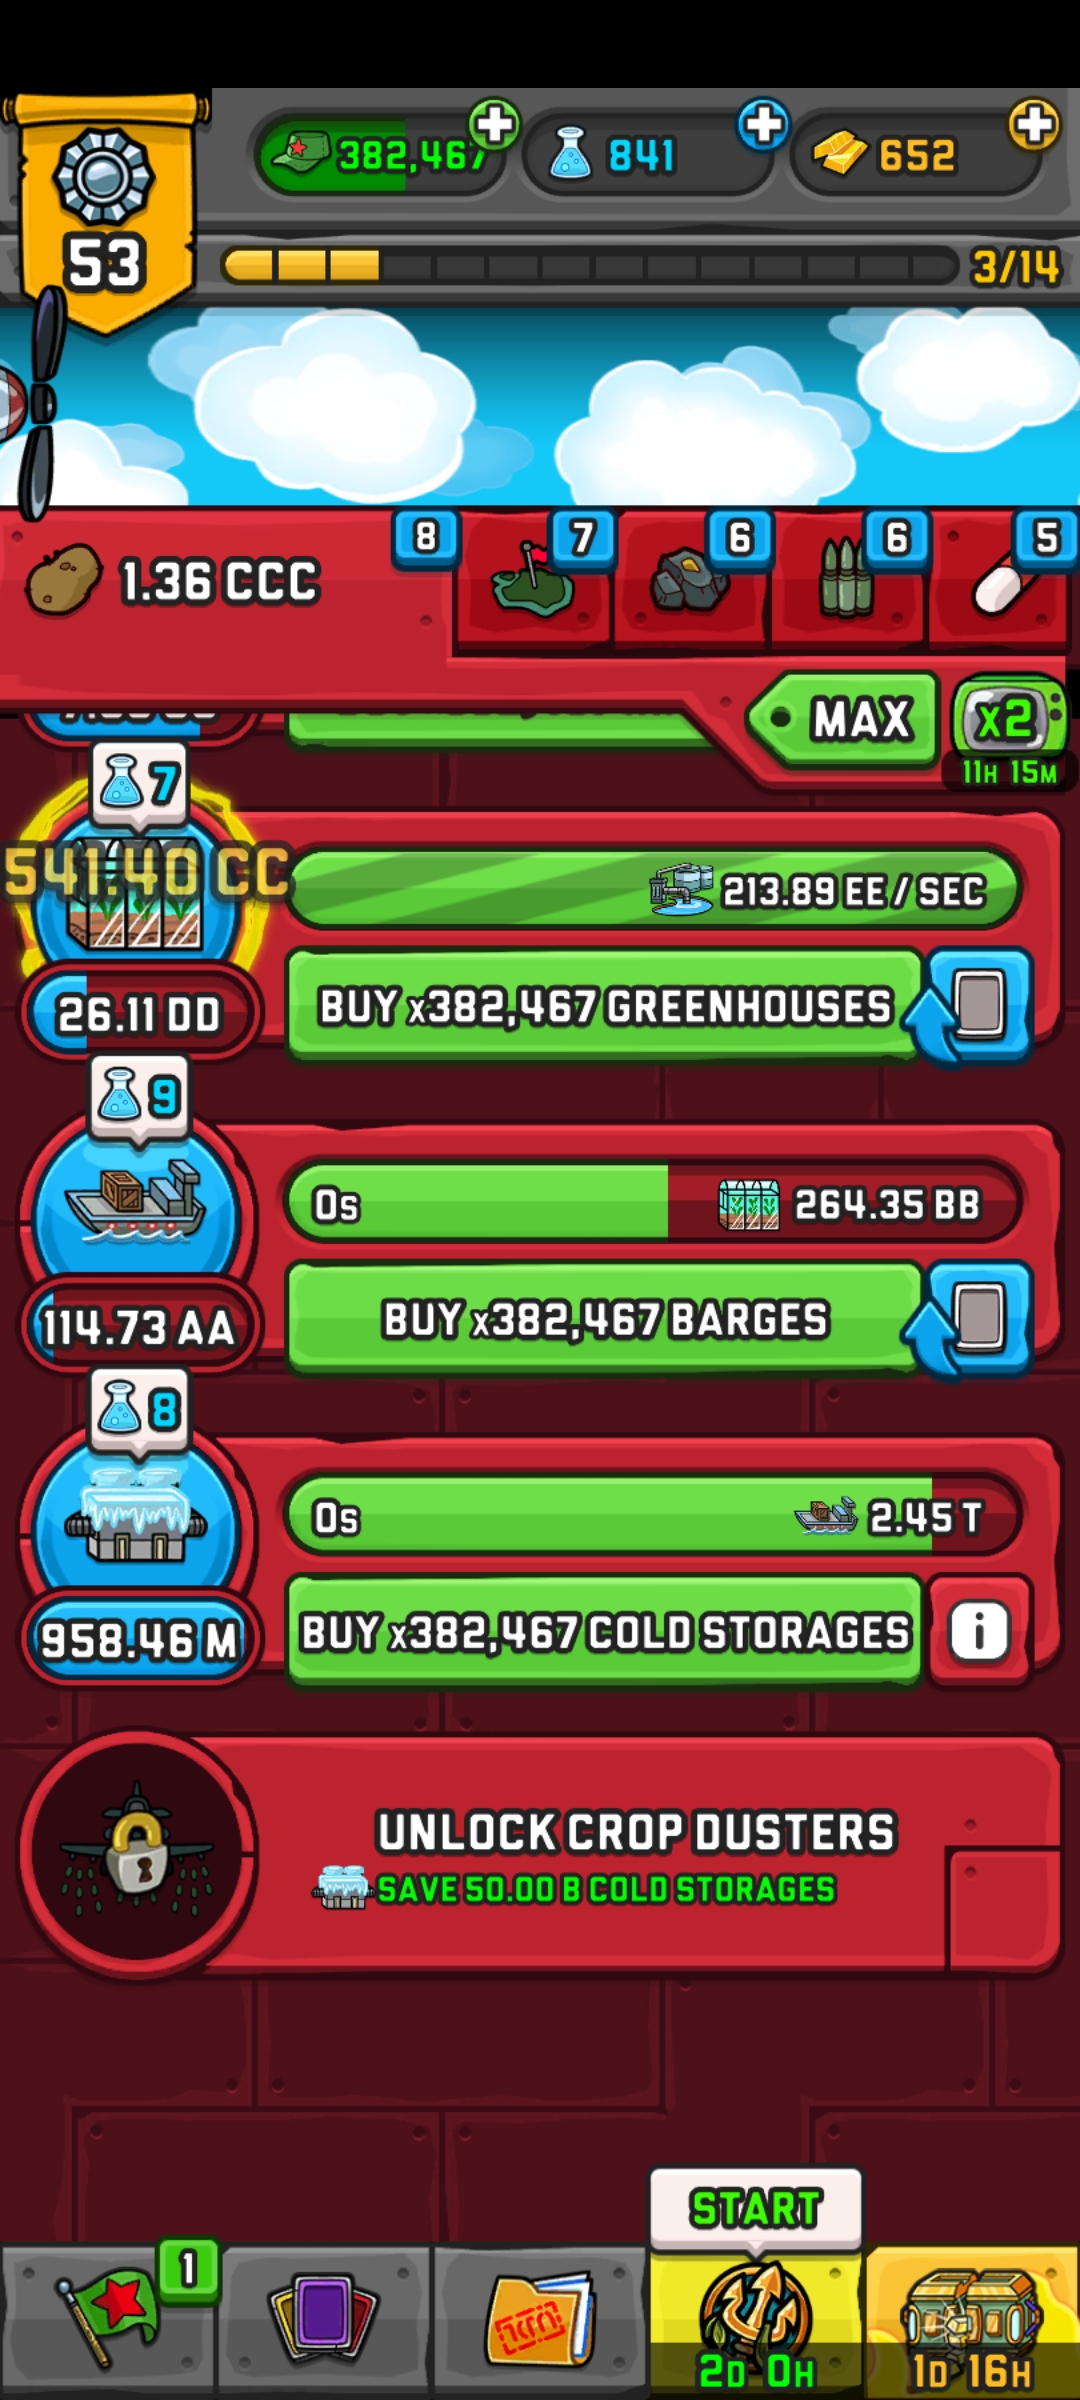 382,467
841
652
53
3/14
1.36 CCC
8
7
6
6
5
MAX
x2
11H 15M
7
541.40 CC
213.89 EE / SEC
26.11 DD
BUY x382,467 GREENHOUSES
9
0s
264.35 BB
114.73 AA
BUY x382,467 BARGES
8
0s
2.45 T
958.46 M
BUY x382,467 COLD STORAGES
i
UNLOCK CROP DUSTERS
SAVE 50.00 B COLD STORAGES
START
1
2D 0H
1D 16H